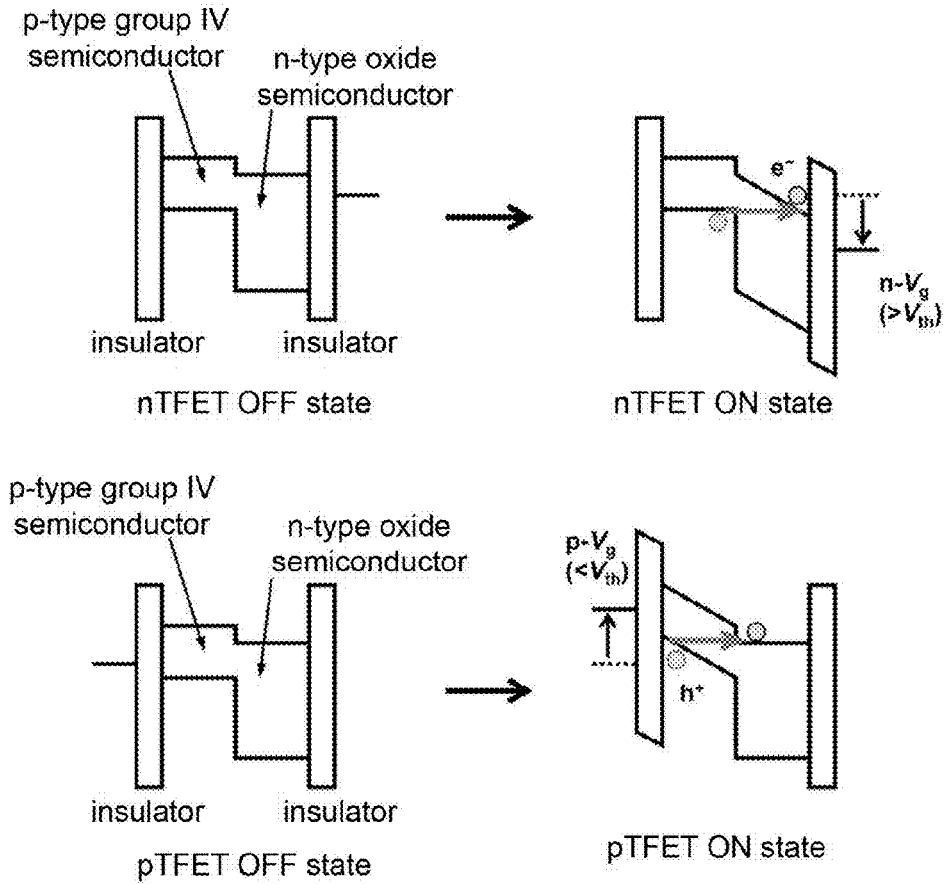 p-type group IV
semiconductor
n-type oxide
semiconductor
insulator
insulator
nTFET OFF state
e⁻
n-Vg
(>Vth)
nTFET ON state
p-type group IV
semiconductor
n-type oxide
semiconductor
insulator
insulator
pTFET OFF state
p-Vg
(<Vth)
h⁺
pTFET ON state